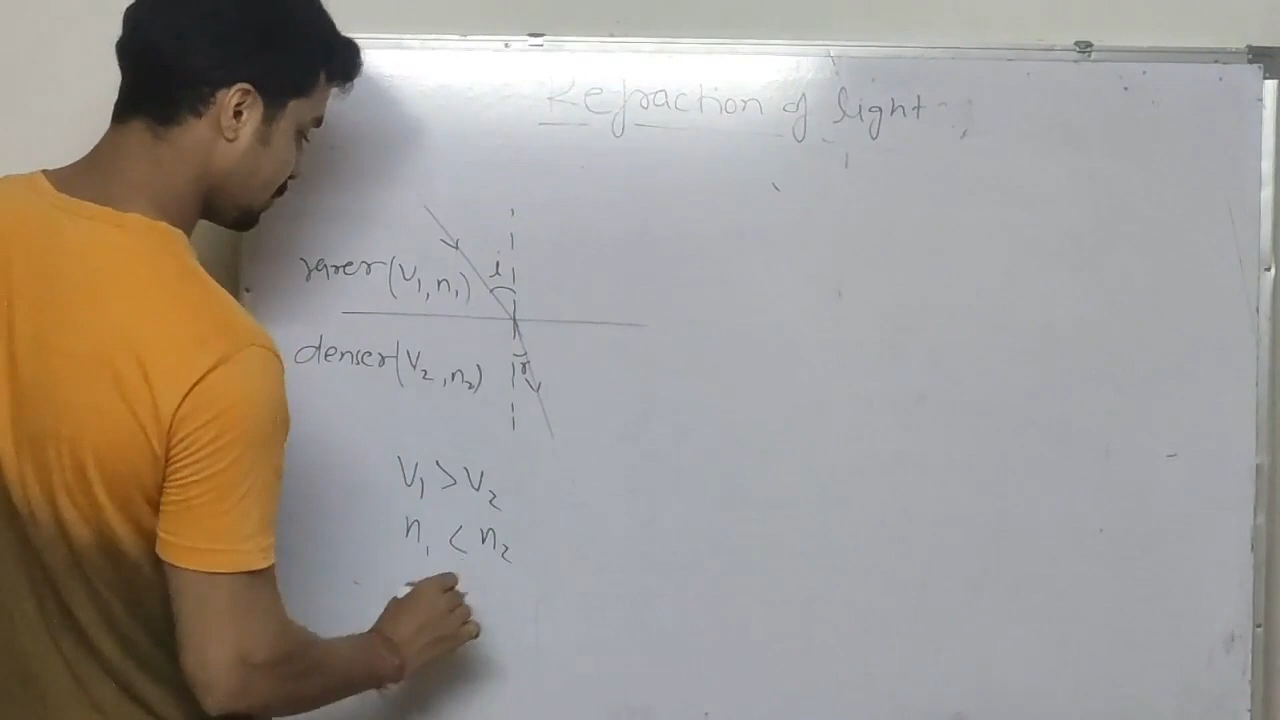 Refraction of light
i
rarer (V₁, n₁)
denser (V₂, n₂)
r
V₁ > V₂
n₁ < n₂